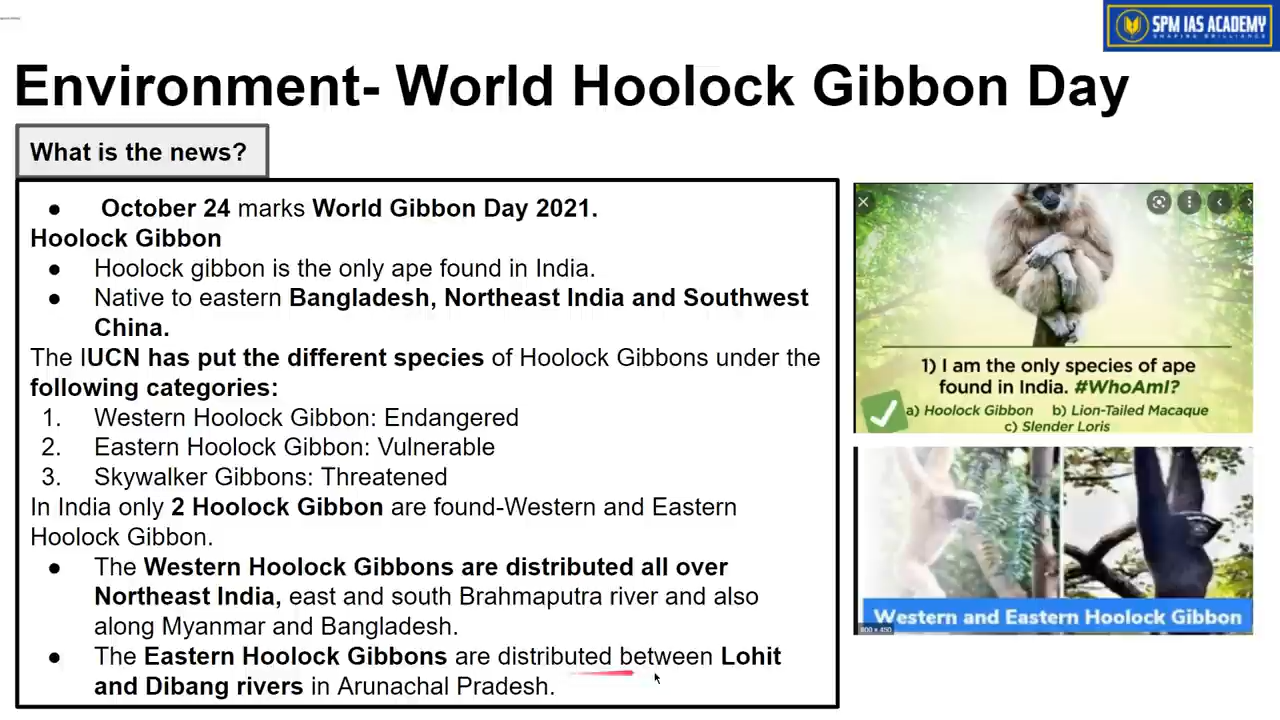 SPM IAS ACADEMY
SHAPING BRILLIANCE
Environment- World Hoolock Gibbon Day
What is the news?
● October 24 marks World Gibbon Day 2021.
Hoolock Gibbon
● Hoolock gibbon is the only ape found in India.
● Native to eastern Bangladesh, Northeast India and Southwest
China.
The IUCN has put the different species of Hoolock Gibbons under the
following categories:
1. Western Hoolock Gibbon: Endangered
2. Eastern Hoolock Gibbon: Vulnerable
3. Skywalker Gibbons: Threatened
In India only 2 Hoolock Gibbon are found-Western and Eastern
Hoolock Gibbon.
● The Western Hoolock Gibbons are distributed all over
Northeast India, east and south Brahmaputra river and also
along Myanmar and Bangladesh.
● The Eastern Hoolock Gibbons are distributed between Lohit
and Dibang rivers in Arunachal Pradesh.
1) I am the only species of ape
found in India. #WhoAmI?
a) Hoolock Gibbon b) Lion-Tailed Macaque
c) Slender Loris
Western and Eastern Hoolock Gibbon
800 × 450